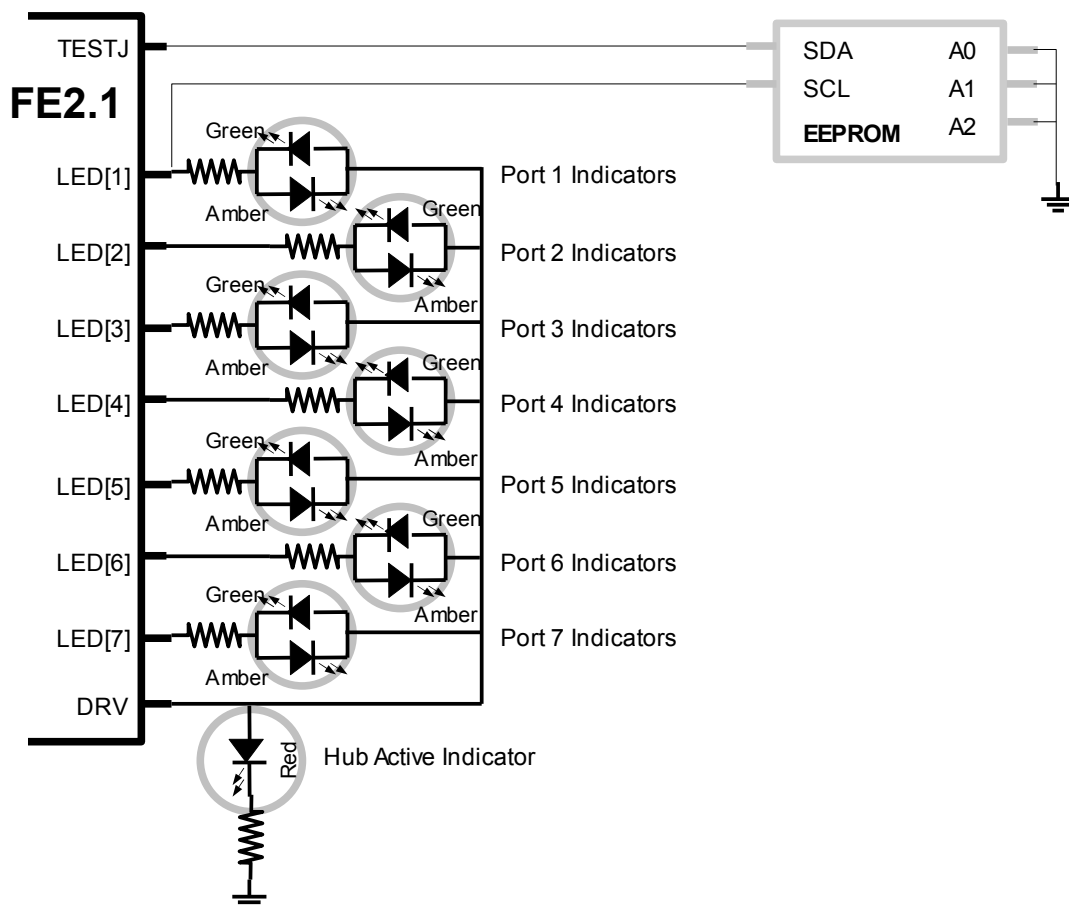 TESTJ
FE2.1
SDA A0
SCL A1
EEPROM A2
Green
LED[1]
Amber
Port 1 Indicators
Green
LED[2]
Amber
Port 2 Indicators
Green
LED[3]
Amber
Port 3 Indicators
Green
LED[4]
Amber
Port 4 Indicators
Green
LED[5]
Amber
Port 5 Indicators
Green
LED[6]
Amber
Port 6 Indicators
Green
LED[7]
Amber
Port 7 Indicators
DRV
Red
Hub Active Indicator